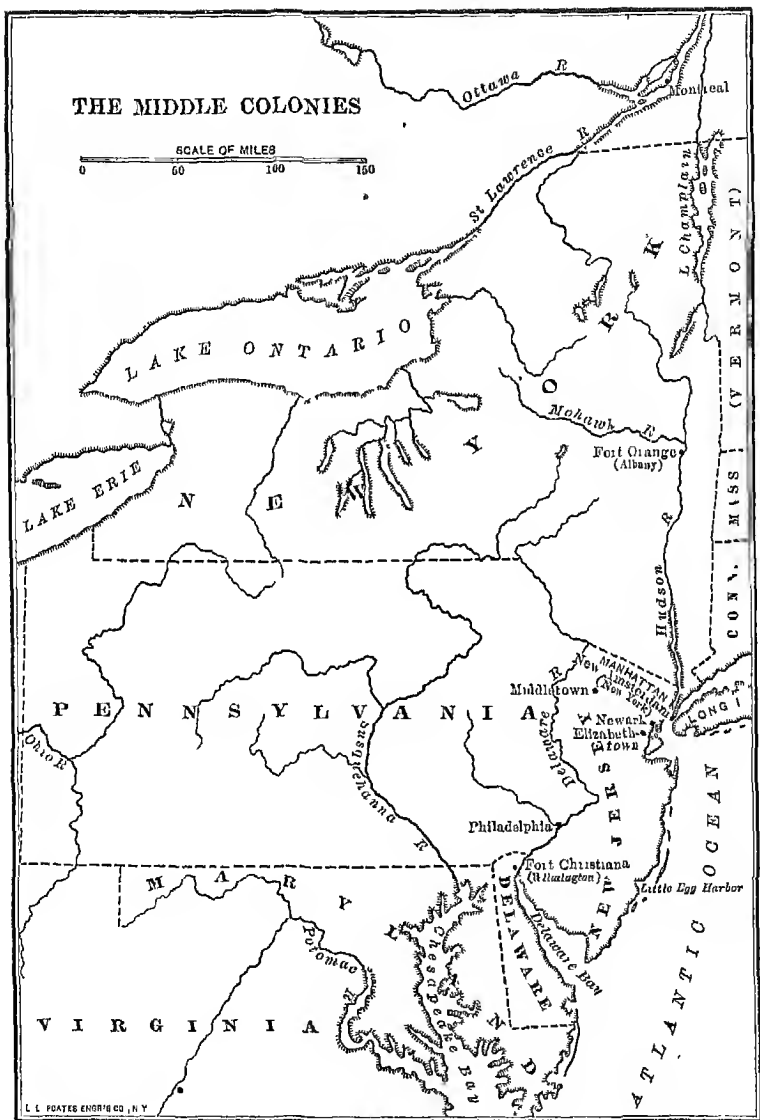 THE MIDDLE COLONIES
SCALE OF MILES
0 50 100 150
Ottawa R
Montreal
St Lawrence R
L Champlain
(VERMONT)
LAKE ONTARIO
NEW YORK
Mohawk R
Fort Orange
(Albany)
LAKE ERIE
MASS
CONN.
Hudson R
MANHATTAN
New Amsterdam
(New York)
LONG I
Middletown
Newark
Elizabeth-
town
PENNSYLVANIA
Ohio R
Susquehanna R
Delaware R
NEW JERSEY
Philadelphia
Fort Christiana
(Wilmington)
Little Egg Harbor
MARYLAND
DELAWARE
Delaware Bay
Potomac R
Chesapeake Bay
VIRGINIA
ATLANTIC OCEAN
L L POATES ENGR'G CO, N Y